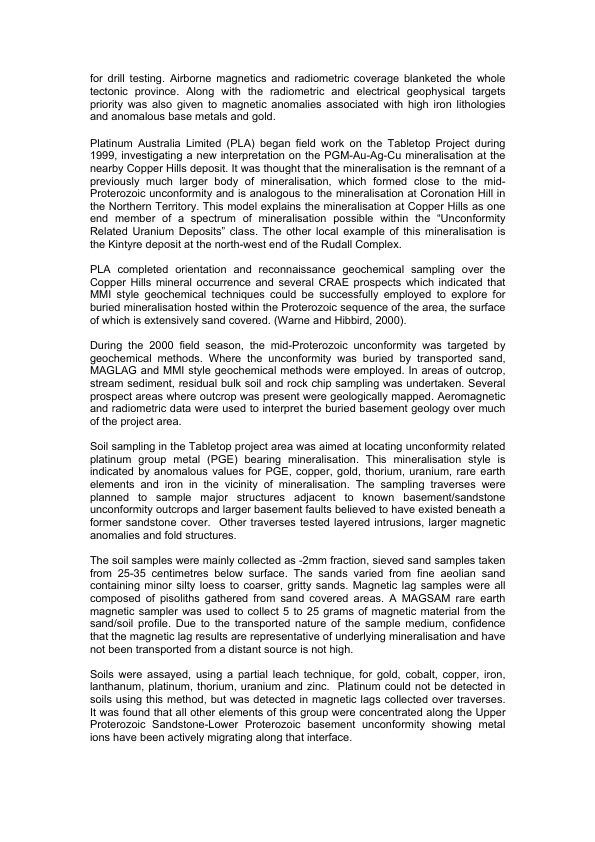 for drill testing. Airborne magnetics and radiometric coverage blanketed the whole
tectonic province. Along with the radiometric and electrical geophysical targets
priority was also given to magnetic anomalies associated with high iron lithologies
and anomalous base metals and gold.
Platinum Australia Limited (PLA) began field work on the Tabletop Project during
1999, investigating a new interpretation on the PGM-Au-Ag-Cu mineralisation at the
nearby Copper Hills deposit. It was thought that the mineralisation is the remnant of a
previously much larger body of mineralisation, which formed close to the mid-
Proterozoic unconformity and is analogous to the mineralisation at Coronation Hill in
the Northern Territory. This model explains the mineralisation at Copper Hills as one
end member of a spectrum of mineralisation possible within the “Unconformity
Related Uranium Deposits” class. The other local example of this mineralisation is
the Kintyre deposit at the north-west end of the Rudall Complex.
PLA completed orientation and reconnaissance geochemical sampling over the
Copper Hills mineral occurrence and several CRAE prospects which indicated that
MMI style geochemical techniques could be successfully employed to explore for
buried mineralisation hosted within the Proterozoic sequence of the area, the surface
of which is extensively sand covered. (Warne and Hibbird, 2000).
During the 2000 field season, the mid-Proterozoic unconformity was targeted by
geochemical methods. Where the unconformity was buried by transported sand,
MAGLAG and MMI style geochemical methods were employed. In areas of outcrop,
stream sediment, residual bulk soil and rock chip sampling was undertaken. Several
prospect areas where outcrop was present were geologically mapped. Aeromagnetic
and radiometric data were used to interpret the buried basement geology over much
of the project area.
Soil sampling in the Tabletop project area was aimed at locating unconformity related
platinum group metal (PGE) bearing mineralisation. This mineralisation style is
indicated by anomalous values for PGE, copper, gold, thorium, uranium, rare earth
elements and iron in the vicinity of mineralisation. The sampling traverses were
planned to sample major structures adjacent to known basement/sandstone
unconformity outcrops and larger basement faults believed to have existed beneath a
former sandstone cover. Other traverses tested layered intrusions, larger magnetic
anomalies and fold structures.
The soil samples were mainly collected as -2mm fraction, sieved sand samples taken
from 25-35 centimetres below surface. The sands varied from fine aeolian sand
containing minor silty loess to coarser, gritty sands. Magnetic lag samples were all
composed of pisoliths gathered from sand covered areas. A MAGSAM rare earth
magnetic sampler was used to collect 5 to 25 grams of magnetic material from the
sand/soil profile. Due to the transported nature of the sample medium, confidence
that the magnetic lag results are representative of underlying mineralisation and have
not been transported from a distant source is not high.
Soils were assayed, using a partial leach technique, for gold, cobalt, copper, iron,
lanthanum, platinum, thorium, uranium and zinc. Platinum could not be detected in
soils using this method, but was detected in magnetic lags collected over traverses.
It was found that all other elements of this group were concentrated along the Upper
Proterozoic Sandstone-Lower Proterozoic basement unconformity showing metal
ions have been actively migrating along that interface.